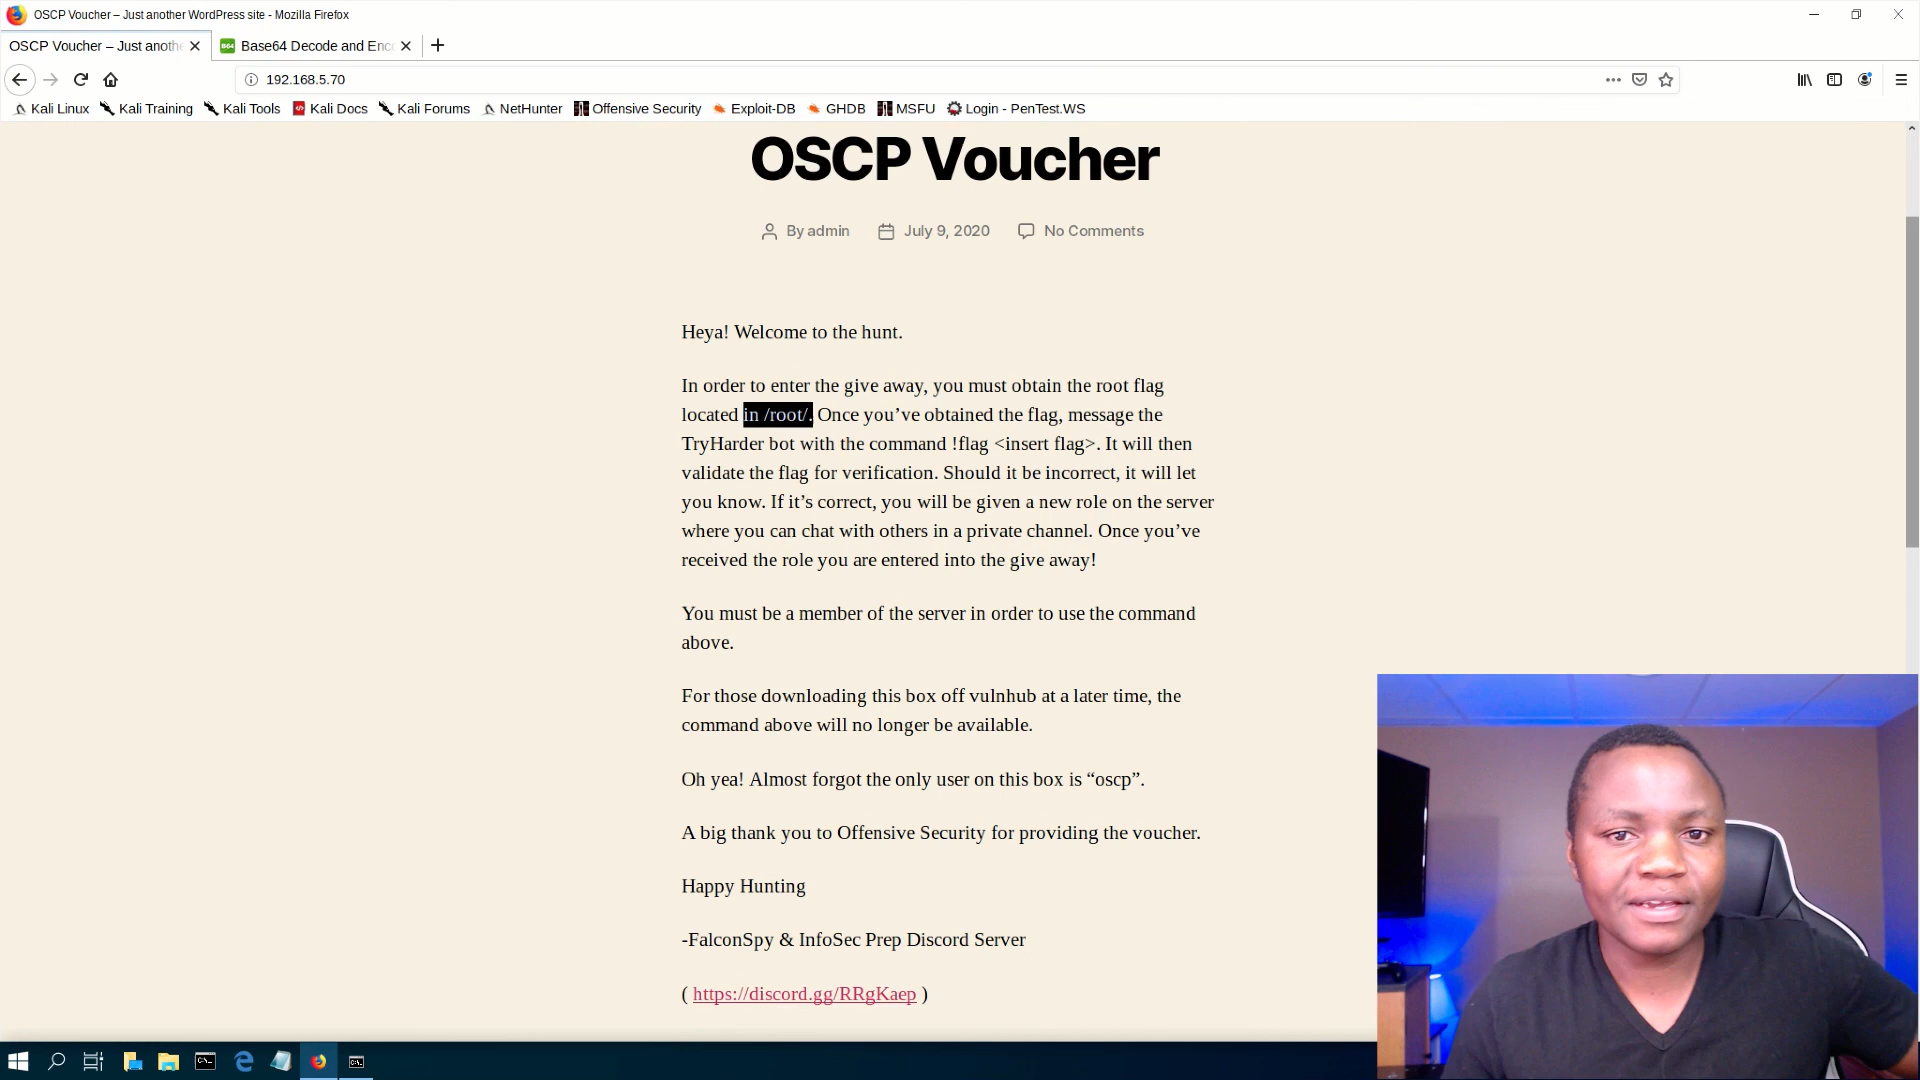 OSCP Voucher – Just another WordPress site - Mozilla Firefox
OSCP Voucher – Just anoth
Base64 Decode and Enc
192.168.5.70
Kali Linux Kali Training Kali Tools Kali Docs Kali Forums NetHunter Offensive Security Exploit-DB GHDB MSFU Login - PenTest.WS
OSCP Voucher
By admin July 9, 2020 No Comments
Heya! Welcome to the hunt.
In order to enter the give away, you must obtain the root flag
located in /root/. Once you’ve obtained the flag, message the
TryHarder bot with the command !flag <insert flag>. It will then
validate the flag for verification. Should it be incorrect, it will let
you know. If it’s correct, you will be given a new role on the server
where you can chat with others in a private channel. Once you’ve
received the role you are entered into the give away!
You must be a member of the server in order to use the command
above.
For those downloading this box off vulnhub at a later time, the
command above will no longer be available.
Oh yea! Almost forgot the only user on this box is “oscp”.
A big thank you to Offensive Security for providing the voucher.
Happy Hunting
-FalconSpy & InfoSec Prep Discord Server
( https://discord.gg/RRgKaep )